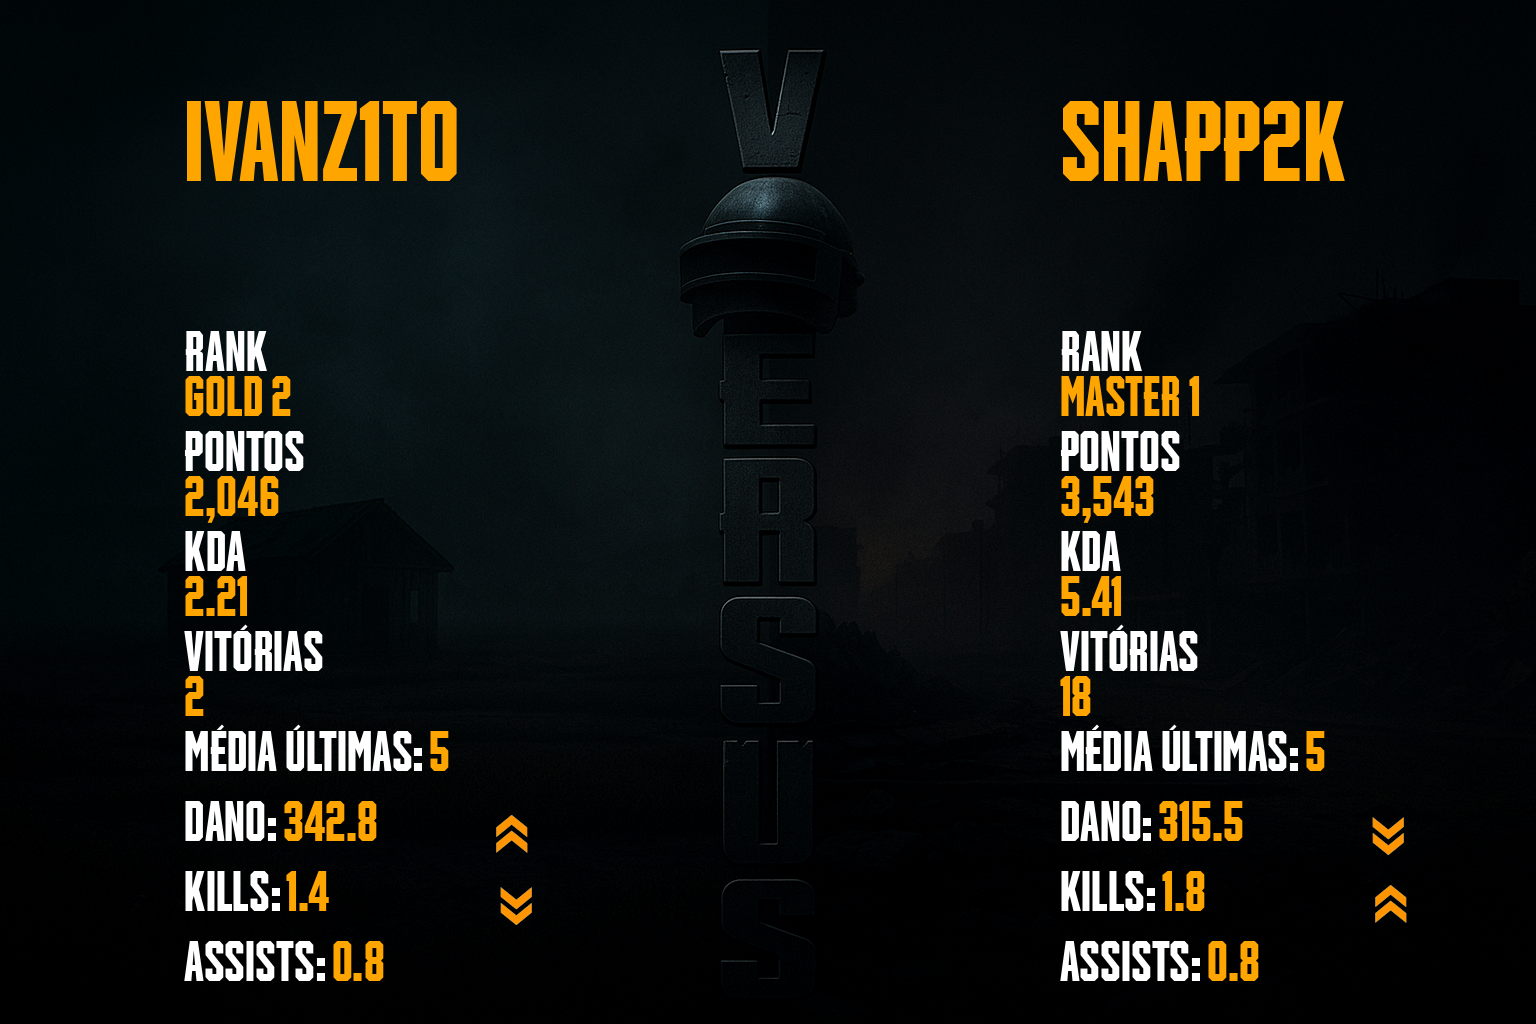 IVANZ1TO
RANK
GOLD 2
PONTOS
2,046
KDA
2.21
VITÓRIAS
2
MÉDIA ÚLTIMAS: 5
DANO: 342.8
KILLS: 1.4
ASSISTS: 0.8
VERSUS
SHAPP2K
RANK
MASTER 1
PONTOS
3,543
KDA
5.41
VITÓRIAS
18
MÉDIA ÚLTIMAS: 5
DANO: 315.5
KILLS: 1.8
ASSISTS: 0.8